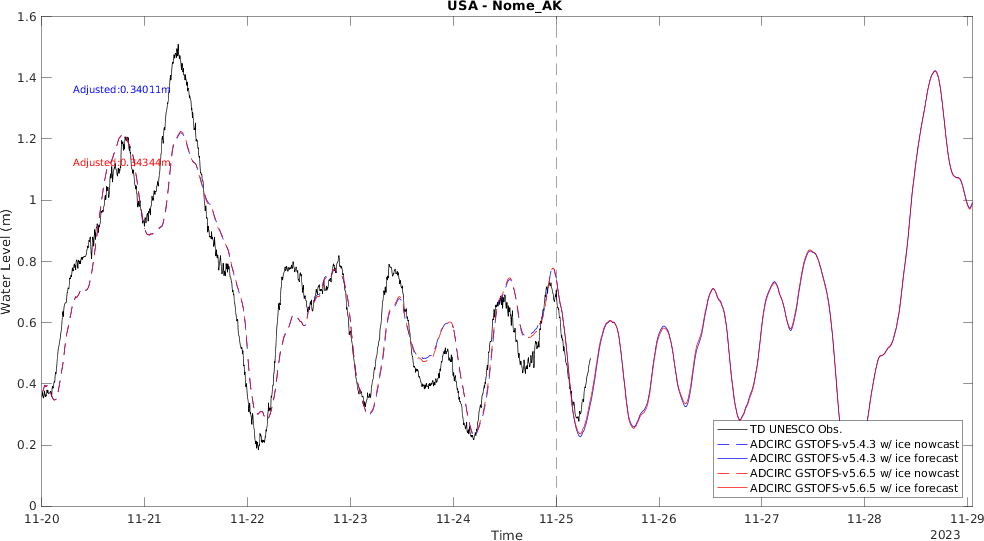 USA - Nome_AK
1.6
1.4
1.2
1
0.8
0.6
0.4
0.2
0
Water Level (m)
Adjusted:0.34011m
Adjusted:0.34344m
TD UNESCO Obs.
ADCIRC GSTOFS-v5.4.3 w/ ice nowcast
ADCIRC GSTOFS-v5.4.3 w/ ice forecast
ADCIRC GSTOFS-v5.6.5 w/ ice nowcast
ADCIRC GSTOFS-v5.6.5 w/ ice forecast
11-20 11-21 11-22 11-23 11-24 11-25 11-26 11-27 11-28 11-29
Time
2023